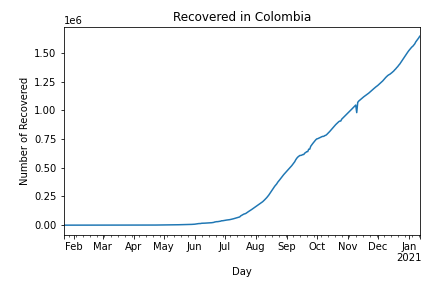 Recovered in Colombia
1e6
1.50
1.25
1.00
0.75
0.50
0.25
0.00
Number of Recovered
Feb Mar Apr May Jun Jul Aug Sep Oct Nov Dec Jan
2021
Day